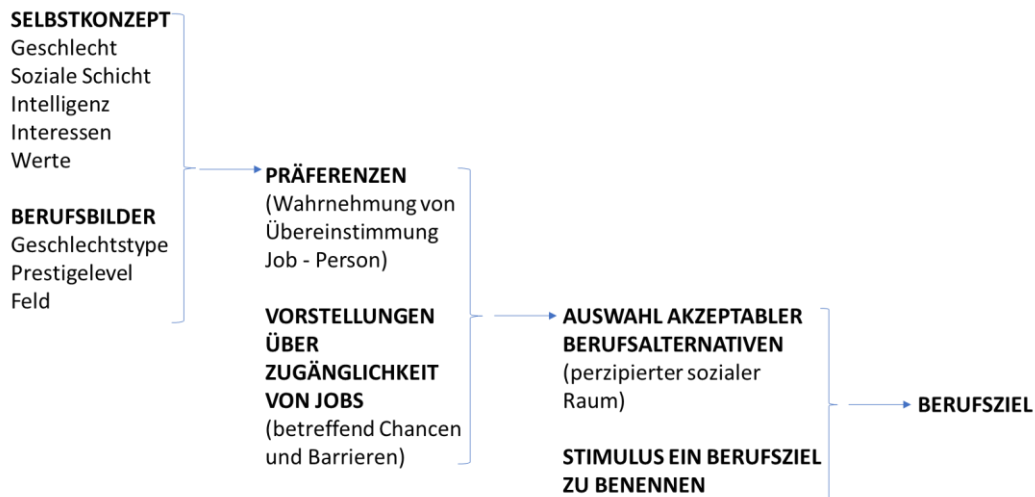 SELBSTKONZEPT
Geschlecht
Soziale Schicht
Intelligenz
Interessen
Werte
BERUFSBILDER
Geschlechtstype
Prestigelevel
Feld
PRÄFERENZEN
(Wahrnehmung von
Übereinstimmung
Job - Person)
VORSTELLUNGEN
ÜBER
ZUGÄNGLICHKEIT
VON JOBS
(betreffend Chancen
und Barrieren)
AUSWAHL AKZEPTABLER
BERUFSALTERNATIVEN
(perzipierter sozialer
Raum)
STIMULUS EIN BERUFSZIEL
ZU BENENNEN
BERUFSZIEL